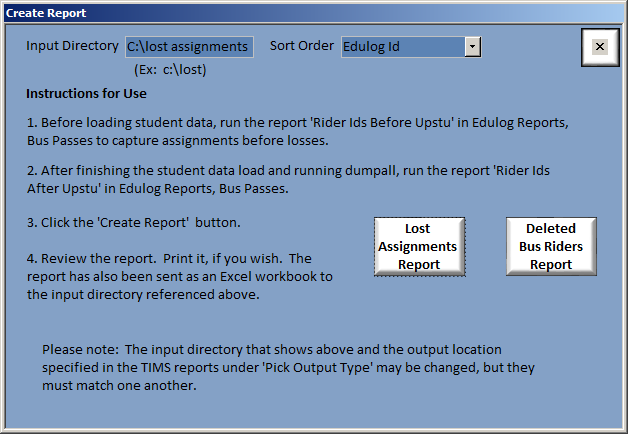 Create Report
Input Directory C:\lost assignments Sort Order Edulog Id
(Ex: c:\lost)
Instructions for Use
1. Before loading student data, run the report 'Rider Ids Before Upstu' in Edulog Reports,
Bus Passes to capture assignments before losses.
2. After finishing the student data load and running dumpall, run the report 'Rider Ids
After Upstu' in Edulog Reports, Bus Passes.
3. Click the 'Create Report' button.
4. Review the report. Print it, if you wish. The
report has also been sent as an Excel workbook to
the input directory referenced above.
Lost
Assignments
Report
Deleted
Bus Riders
Report
Please note: The input directory that shows above and the output location
specified in the TIMS reports under 'Pick Output Type' may be changed, but they
must match one another.